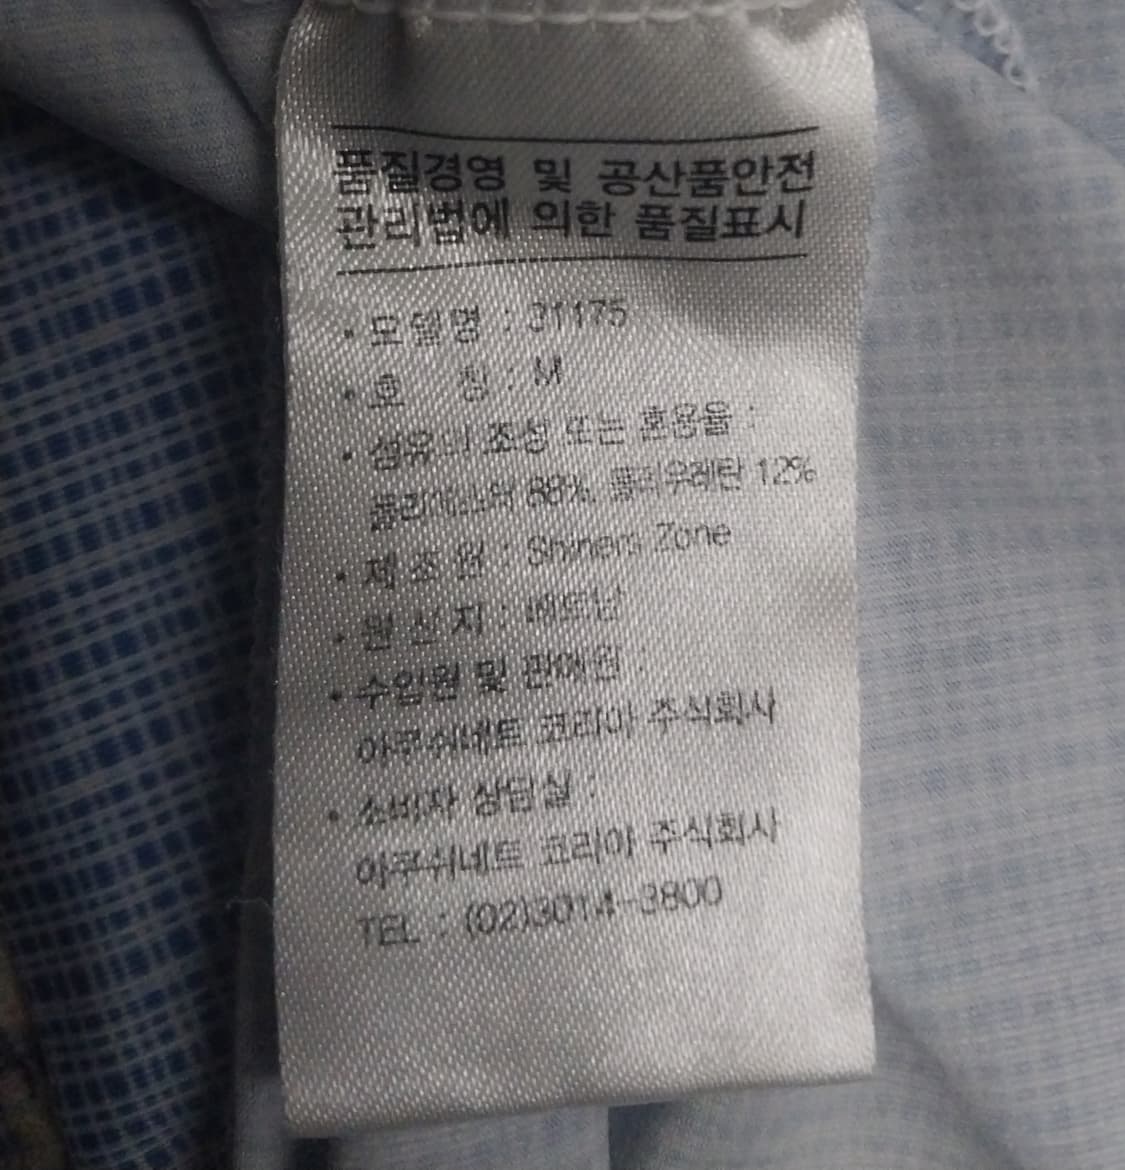 품질경영 및 공산품안전
관리법에 의한 품질표시
• 모델명 : 31175
• 호 칭 : M
• 섬유의 조성 또는 혼용율 :
폴리에스터 88%, 폴리우레탄 12%
• 제조원 : Shiners Zone
• 원산지 : 베트남
• 수입원 및 판매원 :
아쿠쉬네트 코리아 주식회사
• 소비자 상담실 :
아쿠쉬네트 코리아 주식회사
TEL : (02)3014-3800